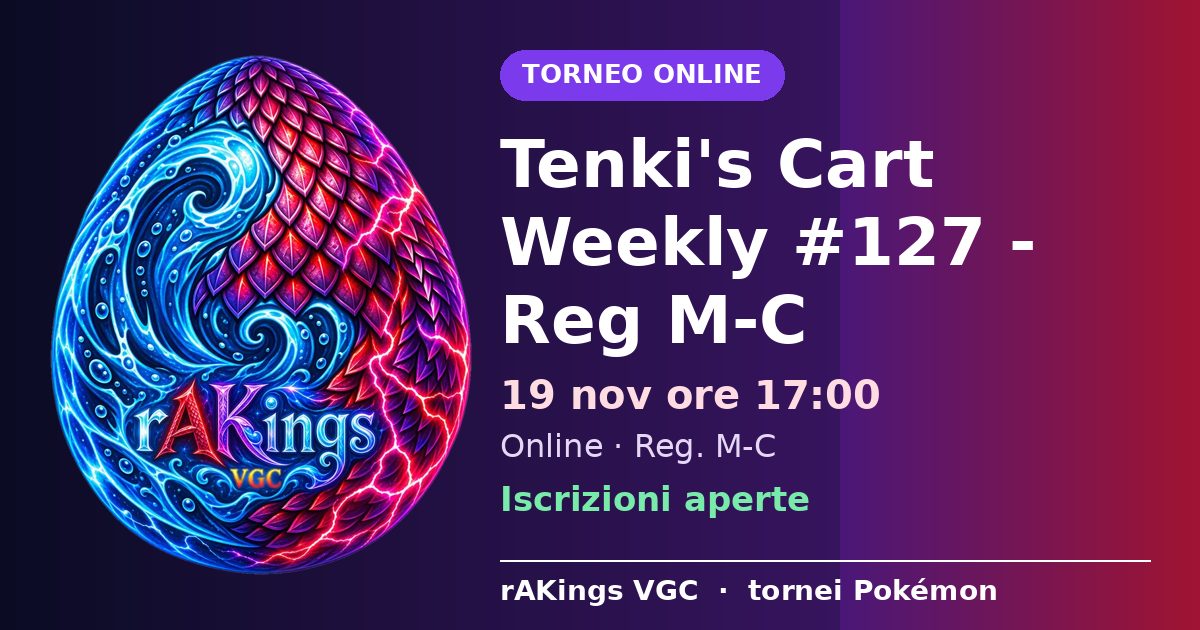 TORNEO ONLINE
Tenki's Cart
Weekly #127 -
Reg M-C
19 nov ore 17:00
Online · Reg. M-C
Iscrizioni aperte
rAKings
VGC
rAKings VGC · tornei Pokémon